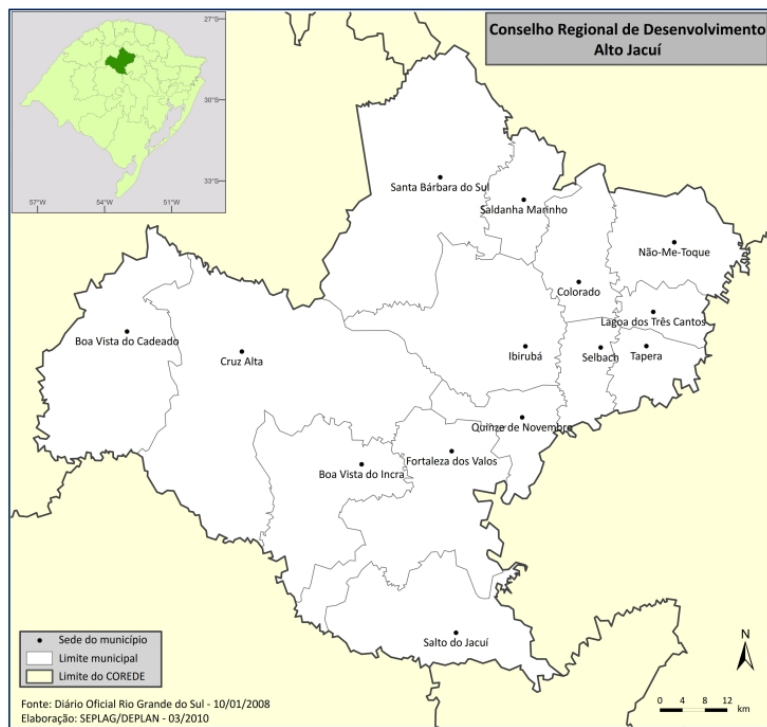 Conselho Regional de Desenvolvimento
Alto Jacuí
27°S
30°S
33°S
57°W
54°W
51°W
Santa Bárbara do Sul
Saldanha Marinho
Não-Me-Toque
Colorado
Lagoa dos Três Cantos
Boa Vista do Cadeado
Cruz Alta
Ibirubá
Selbach
Tapera
Quinze de Novembro
Fortaleza dos Valos
Boa Vista do Incra
Salto do Jacuí
Sede do município
Limite municipal
Limite do COREDE
N
0 4 8 12
km
Fonte: Diário Oficial Rio Grande do Sul - 10/01/2008
Elaboração: SEPLAG/DEPLAN - 03/2010